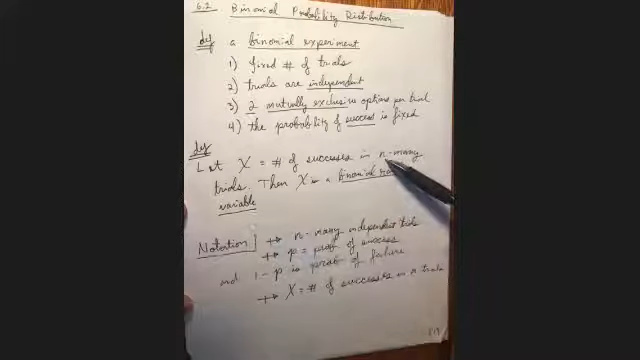 6.2 Binomial Probability Distribution
def a binomial experiment
1) fixed # of trials
2) trials are independent
3) 2 mutually exclusive options per trial
4) the probability of success is fixed
def
Let X = # of successes in n-many
trials. Then X is a binomial
variable
Notation → n-many independent trials
→ p = prob of success
and 1-p is prob of failure
→ X = # of successes in n trials